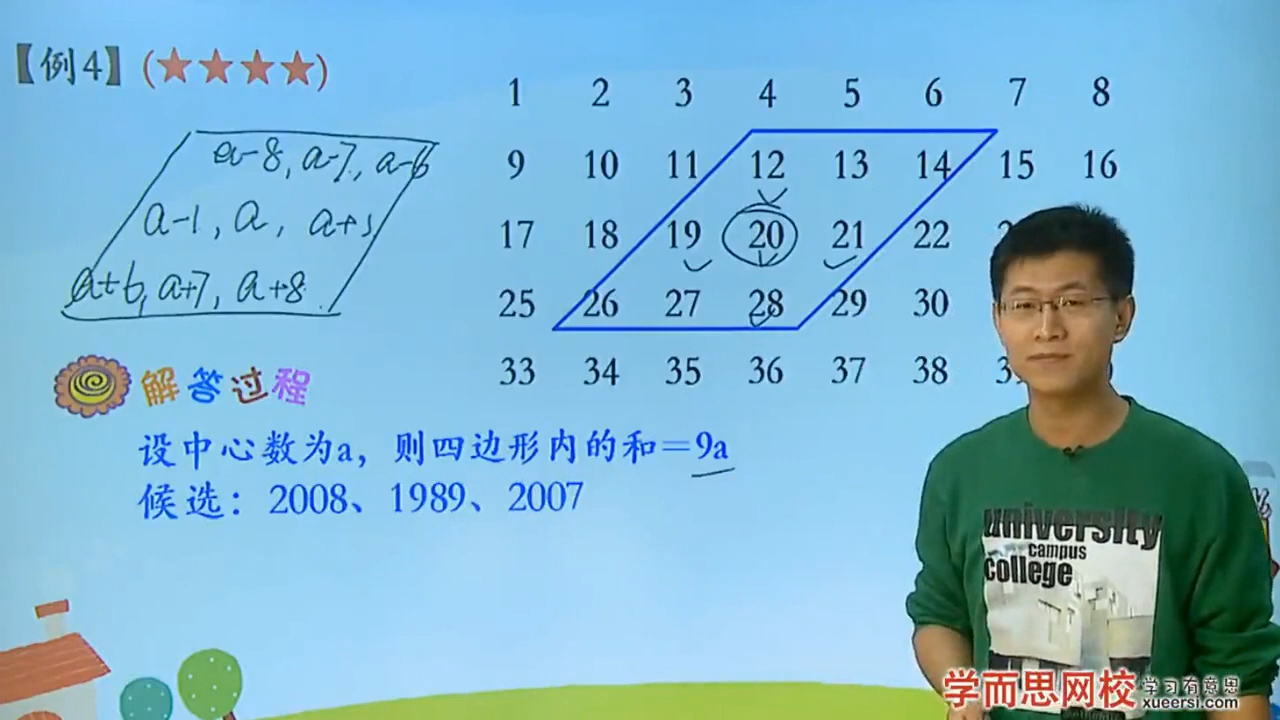 【例4】(★★★★)
1 2 3 4 5 6 7 8
9 10 11 12 13 14 15 16
17 18 19 20 21 22
25 26 27 28 29 30
33 34 35 36 37 38
a-8, a-7, a-6
a-1, a, a+1
a+6, a+7, a+8
解答过程
设中心数为a，则四边形内的和=9a
候选：2008、1989、2007
university
campus
college
学而思网校 学习有意思
xueersi.com